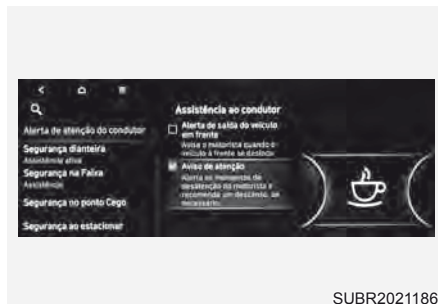 Alerta de atenção do condutor
Segurança dianteira
Assistência ativa
Segurança na Faixa
Assistência
Segurança no ponto Cego
Segurança ao estacionar
Assistência ao condutor
Alerta de saída do veículo
em frente
Avisa o motorista quando o
veículo à frente se desloca
Aviso de atenção
Alerta os momentos de
desatenção do motorista e
recomenda um descanso, se
necessário.
SUBR2021186